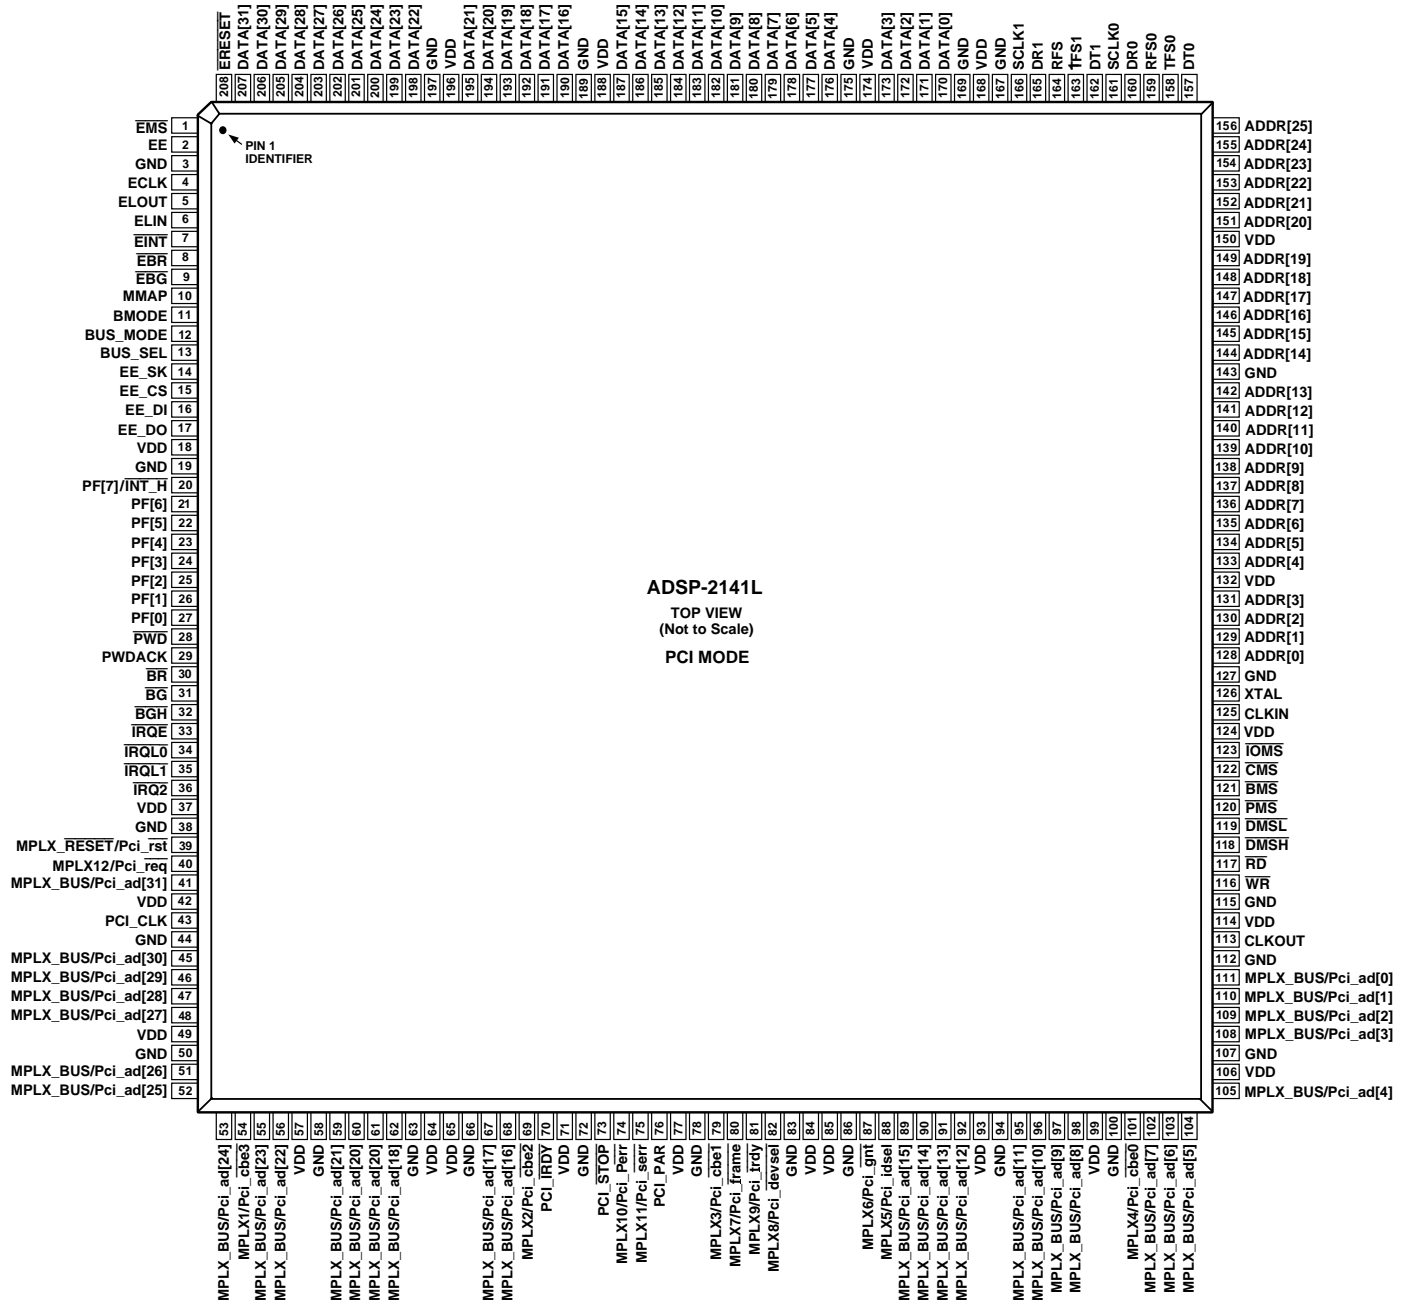 ERESET 208
DATA[31] 207
DATA[30] 206
DATA[29] 205
DATA[28] 204
DATA[27] 203
DATA[26] 202
DATA[25] 201
DATA[24] 200
DATA[23] 199
DATA[22] 198
GND 197
VDD 196
DATA[21] 195
DATA[20] 194
DATA[19] 193
DATA[18] 192
DATA[17] 191
DATA[16] 190
GND 189
VDD 188
DATA[15] 187
DATA[14] 186
DATA[13] 185
DATA[12] 184
DATA[11] 183
DATA[10] 182
DATA[9] 181
DATA[8] 180
DATA[7] 179
DATA[6] 178
DATA[5] 177
DATA[4] 176
GND 175
VDD 174
DATA[3] 173
DATA[2] 172
DATA[1] 171
DATA[0] 170
GND 169
VDD 168
GND 167
SCLK1 166
DR1 165
RFS 164
TFS1 163
DT1 162
SCLK0 161
DR0 160
RFS0 159
TFS0 158
DT0 157
EMS 1
EE 2
GND 3
ECLK 4
ELOUT 5
ELIN 6
EINT 7
EBR 8
EBG 9
MMAP 10
BMODE 11
BUS_MODE 12
BUS_SEL 13
EE_SK 14
EE_CS 15
EE_DI 16
EE_DO 17
VDD 18
GND 19
PF[7]/INT_H 20
PF[6] 21
PF[5] 22
PF[4] 23
PF[3] 24
PF[2] 25
PF[1] 26
PF[0] 27
PWD 28
PWDACK 29
BR 30
BG 31
BGH 32
IRQE 33
IRQL0 34
IRQL1 35
IRQ2 36
VDD 37
GND 38
MPLX_RESET/Pci_rst 39
MPLX12/Pci_req 40
MPLX_BUS/Pci_ad[31] 41
VDD 42
PCI_CLK 43
GND 44
MPLX_BUS/Pci_ad[30] 45
MPLX_BUS/Pci_ad[29] 46
MPLX_BUS/Pci_ad[28] 47
MPLX_BUS/Pci_ad[27] 48
VDD 49
GND 50
MPLX_BUS/Pci_ad[26] 51
MPLX_BUS/Pci_ad[25] 52
PIN 1
IDENTIFIER
ADSP-2141L
TOP VIEW
(Not to Scale)
PCI MODE
156 ADDR[25]
155 ADDR[24]
154 ADDR[23]
153 ADDR[22]
152 ADDR[21]
151 ADDR[20]
150 VDD
149 ADDR[19]
148 ADDR[18]
147 ADDR[17]
146 ADDR[16]
145 ADDR[15]
144 ADDR[14]
143 GND
142 ADDR[13]
141 ADDR[12]
140 ADDR[11]
139 ADDR[10]
138 ADDR[9]
137 ADDR[8]
136 ADDR[7]
135 ADDR[6]
134 ADDR[5]
133 ADDR[4]
132 VDD
131 ADDR[3]
130 ADDR[2]
129 ADDR[1]
128 ADDR[0]
127 GND
126 XTAL
125 CLKIN
124 VDD
123 IOMS
122 CMS
121 BMS
120 PMS
119 DMSL
118 DMSH
117 RD
116 WR
115 GND
114 VDD
113 CLKOUT
112 GND
111 MPLX_BUS/Pci_ad[0]
110 MPLX_BUS/Pci_ad[1]
109 MPLX_BUS/Pci_ad[2]
108 MPLX_BUS/Pci_ad[3]
107 GND
106 VDD
105 MPLX_BUS/Pci_ad[4]
53 MPLX_BUS/Pci_ad[24]
54 MPLX1/Pci_cbe3
55 MPLX_BUS/Pci_ad[23]
56 MPLX_BUS/Pci_ad[22]
57 VDD
58 GND
59 MPLX_BUS/Pci_ad[21]
60 MPLX_BUS/Pci_ad[20]
61 MPLX_BUS/Pci_ad[20]
62 MPLX_BUS/Pci_ad[18]
63 GND
64 VDD
65 VDD
66 GND
67 MPLX_BUS/Pci_ad[17]
68 MPLX_BUS/Pci_ad[16]
69 MPLX2/Pci_cbe2
70 PCI_IRDY
71 VDD
72 GND
73 PCI_STOP
74 MPLX10/Pci_Perr
75 MPLX11/Pci_serr
76 PCI_PAR
77 VDD
78 GND
79 MPLX3/Pci_cbe1
80 MPLX7/Pci_frame
81 MPLX9/Pci_trdy
82 MPLX8/Pci_devsel
83 GND
84 VDD
85 VDD
86 GND
87 MPLX6/Pci_gnt
88 MPLX5/Pci_idsel
89 MPLX_BUS/Pci_ad[15]
90 MPLX_BUS/Pci_ad[14]
91 MPLX_BUS/Pci_ad[13]
92 MPLX_BUS/Pci_ad[12]
93 VDD
94 GND
95 MPLX_BUS/Pci_ad[11]
96 MPLX_BUS/Pci_ad[10]
97 MPLX_BUS/Pci_ad[9]
98 MPLX_BUS/Pci_ad[8]
99 VDD
100 GND
101 MPLX4/Pci_cbe0
102 MPLX_BUS/Pci_ad[7]
103 MPLX_BUS/Pci_ad[6]
104 MPLX_BUS/Pci_ad[5]